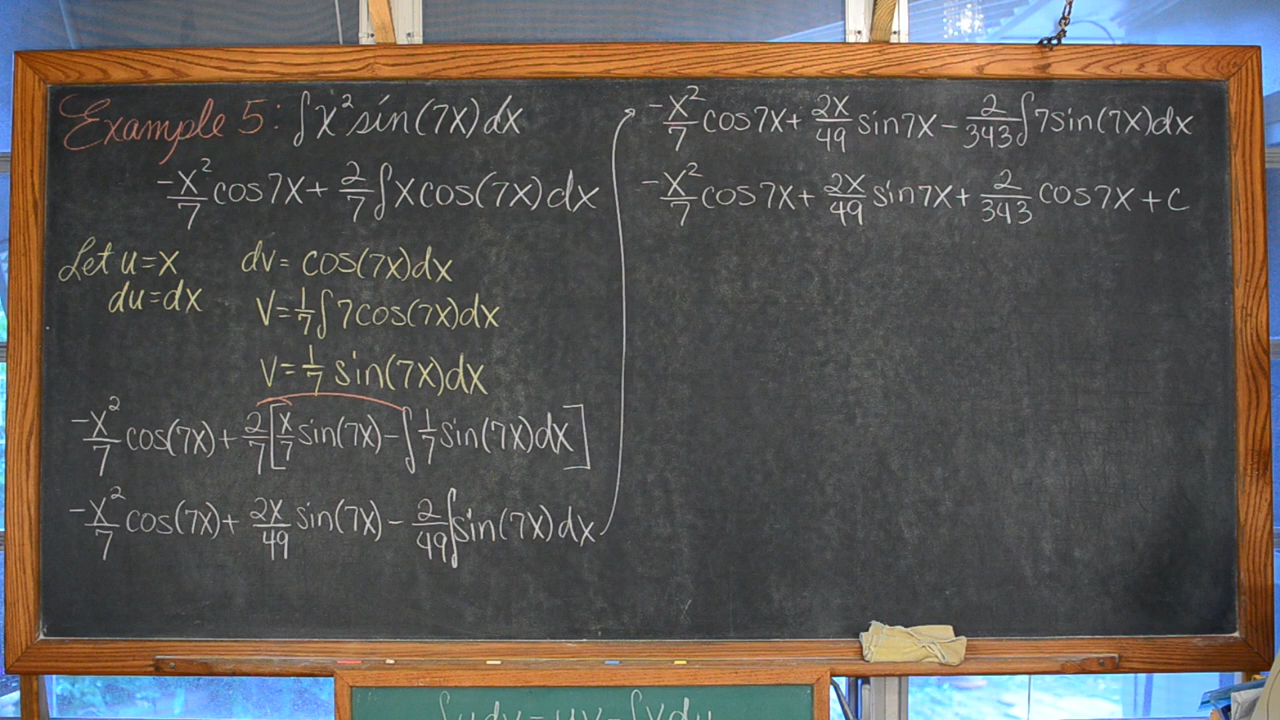 Example 5: ∫x²sin(7x)dx
-x²/7 cos7x + 2/7 ∫xcos(7x)dx
Let u=x dv= cos(7x)dx
du=dx v=1/7 ∫7cos(7x)dx
v=1/7 sin(7x)dx
-x²/7 cos(7x) + 2/7 [x/7 sin(7x) - ∫1/7 sin(7x)dx]
-x²/7 cos(7x) + 2x/49 sin(7x) - 2/49 ∫sin(7x)dx
-x²/7 cos7x + 2x/49 sin7x - 2/343 ∫7sin(7x)dx
-x²/7 cos7x + 2x/49 sin7x + 2/343 cos7x + c
∫udv = uv - ∫vdu